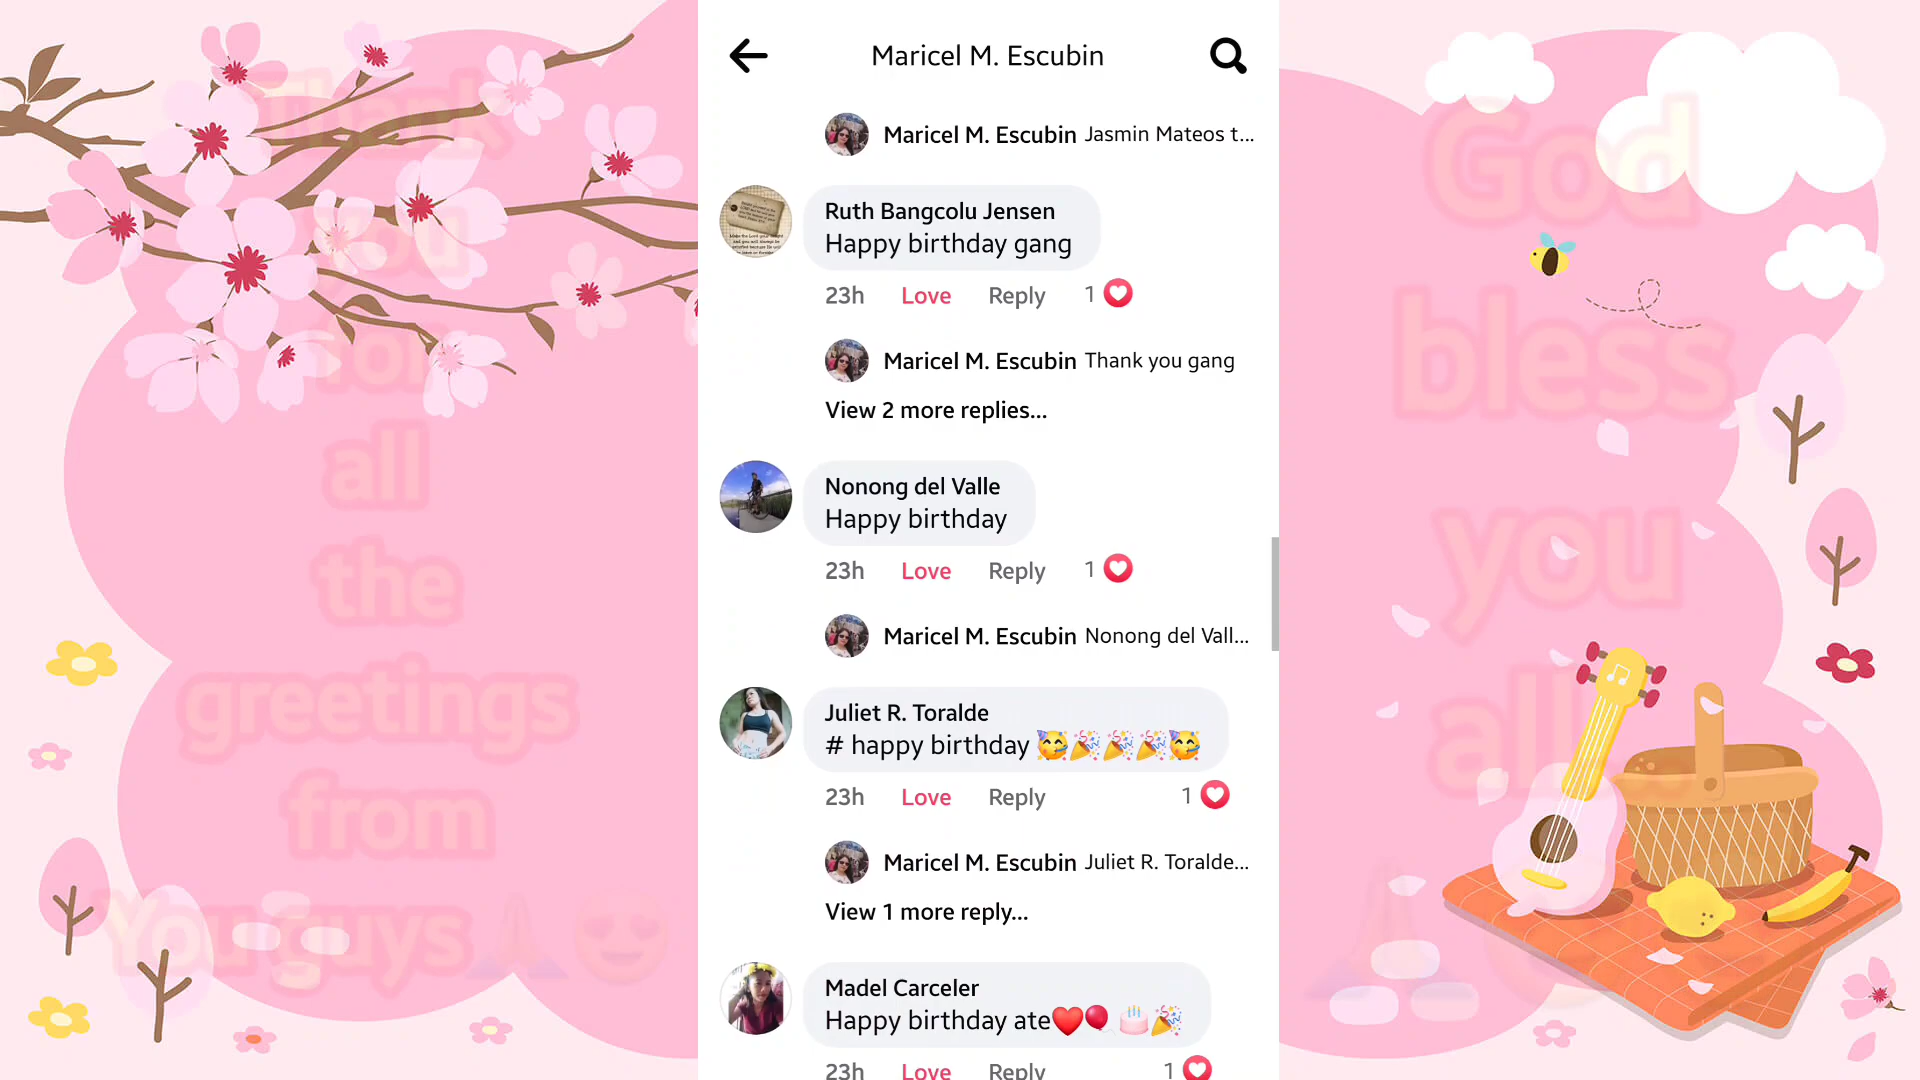 Thank
you
for
all
the
greetings
from
You guys 🙏😍
Maricel M. Escubin
Maricel M. Escubin Jasmin Mateos t...
Ruth Bangcolu Jensen
Happy birthday gang
23h Love Reply 1
Maricel M. Escubin Thank you gang
View 2 more replies...
Nonong del Valle
Happy birthday
23h Love Reply 1
Maricel M. Escubin Nonong del Vall...
Juliet R. Toralde
# happy birthday 🥳🎉🎉🎉🥳
23h Love Reply 1
Maricel M. Escubin Juliet R. Toralde...
View 1 more reply...
Madel Carceler
Happy birthday ate❤️🎈🎂🎉
23h Love Reply 1
God
bless
you